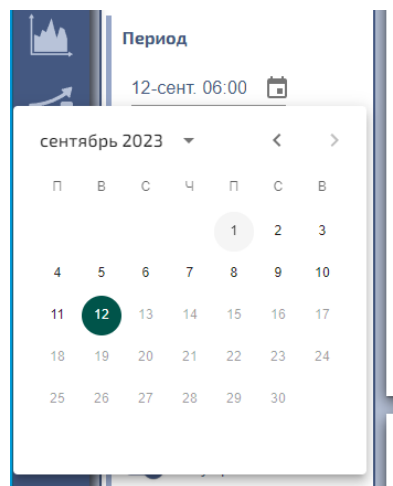 Период
12-сент. 06:00
сентябрь 2023
П В С Ч П С В
1 2 3
4 5 6 7 8 9 10
11 12 13 14 15 16 17
18 19 20 21 22 23 24
25 26 27 28 29 30